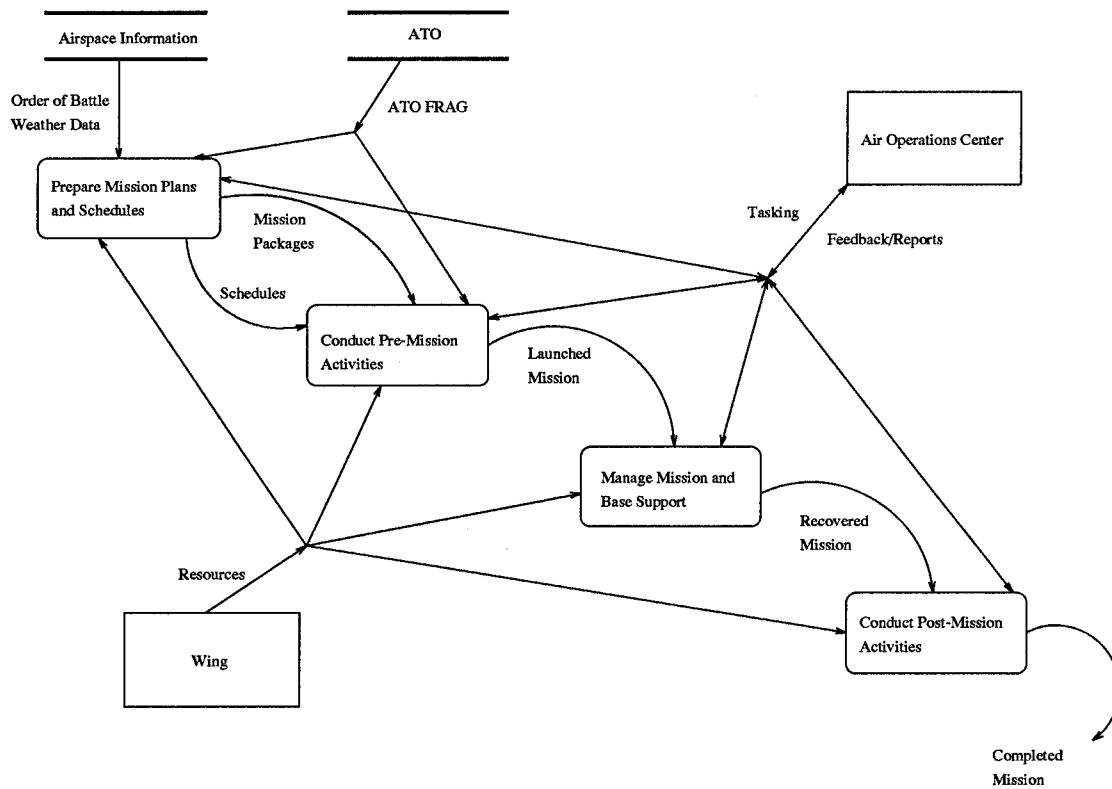 Airspace Information
ATO
Order of Battle
Weather Data
ATO FRAG
Air Operations Center
Prepare Mission Plans
and Schedules
Mission
Packages
Tasking
Feedback/Reports
Schedules
Conduct Pre-Mission
Activities
Launched
Mission
Manage Mission and
Base Support
Recovered
Mission
Resources
Conduct Post-Mission
Activities
Wing
Completed
Mission